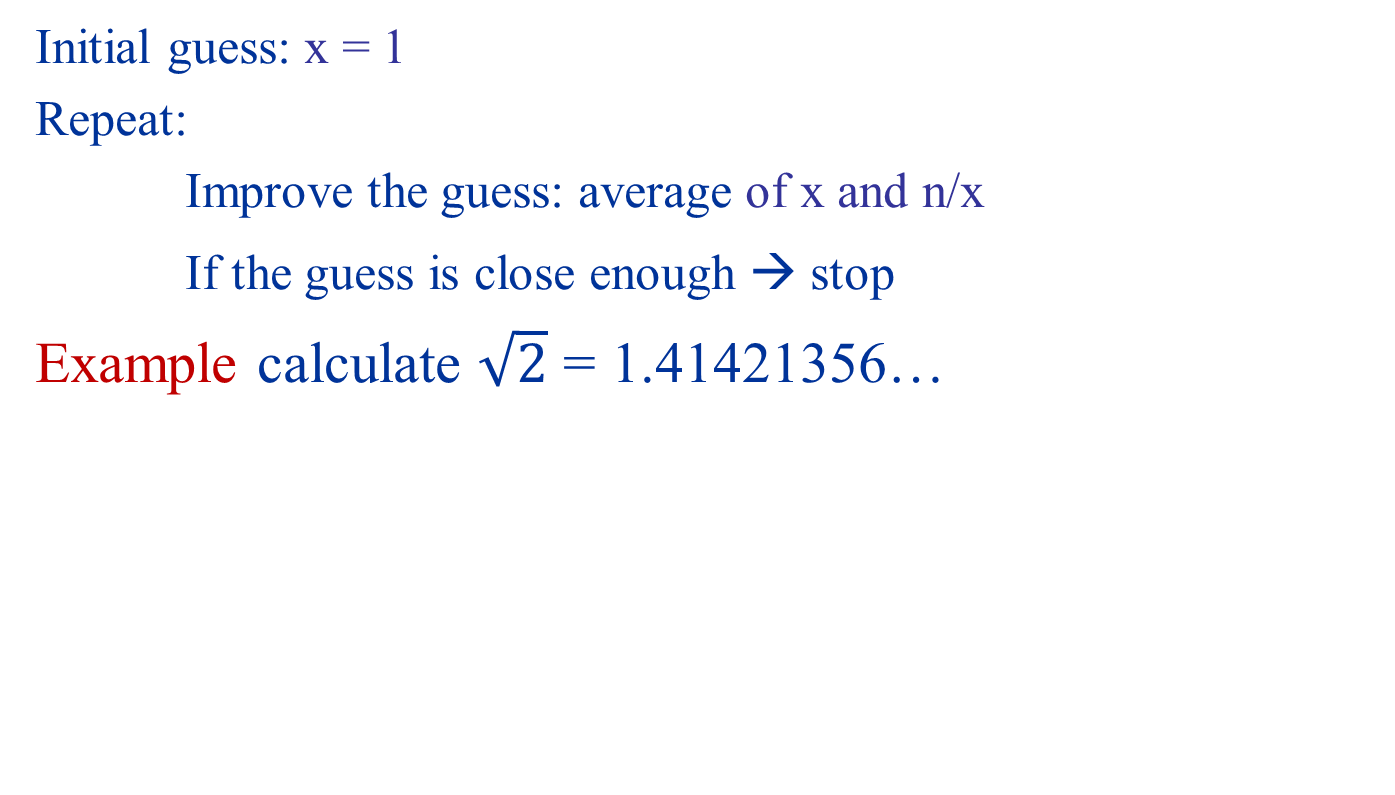 Initial guess: x = 1
Repeat:
Improve the guess: average of x and n/x
If the guess is close enough → stop
Example calculate √2 = 1.41421356…